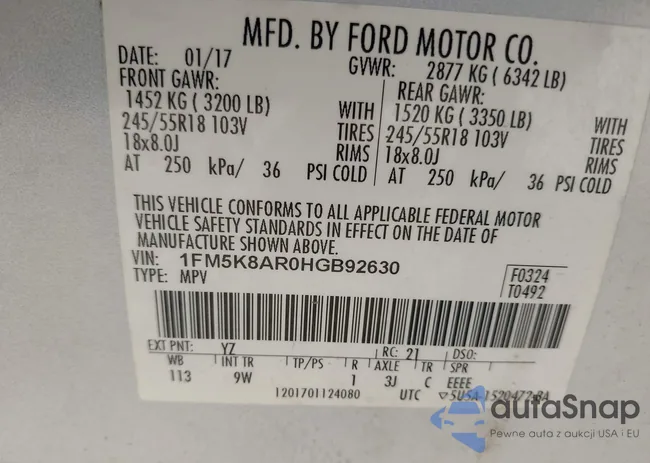 MFD. BY FORD MOTOR CO.
DATE: 01/17
GVWR: 2877 KG ( 6342 LB)
FRONT GAWR:
1452 KG ( 3200 LB) WITH
245/55R18 103V TIRES
18x8.0J RIMS
AT 250 kPa/ 36 PSI COLD
REAR GAWR:
1520 KG ( 3350 LB) WITH
245/55R18 103V TIRES
18x8.0J RIMS
AT 250 kPa/ 36 PSI COLD
THIS VEHICLE CONFORMS TO ALL APPLICABLE FEDERAL MOTOR
VEHICLE SAFETY STANDARDS IN EFFECT ON THE DATE OF
MANUFACTURE SHOWN ABOVE.
VIN: 1FM5K8AR0HGB92630
TYPE: MPV
F0324
T0492
EXT PNT: YZ RC: 21 DSO:
WB INT TR TP/PS R AXLE TR SPR
113 9W 1 3J C EEEE
1201701124080 UTC 5U5A-1520472-BA
autaSnap
Pewne auta z aukcji USA i EU